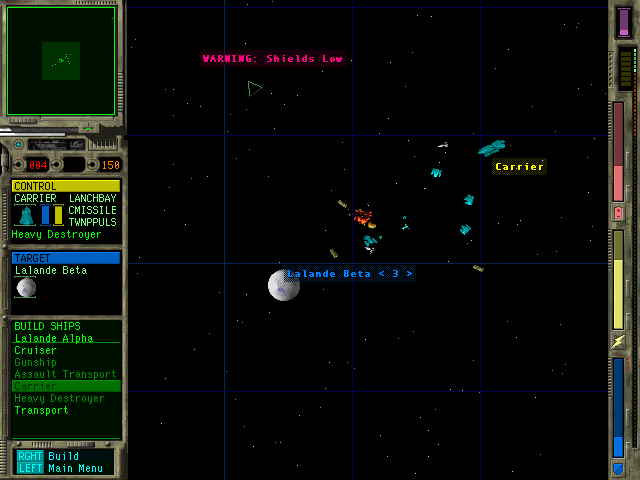 WARNING: Shields Low
Carrier
004 150
CONTROL
CARRIER LANCHBAY
CMISSILE
TWNPPULS
Heavy Destroyer
TARGET
Lalande Beta
Lalande Beta < 3 >
BUILD SHIPS
Lalande Alpha
Cruiser
Gunship
Assault Transport
Carrier
Heavy Destroyer
Transport
RGHT Build
LEFT Main Menu